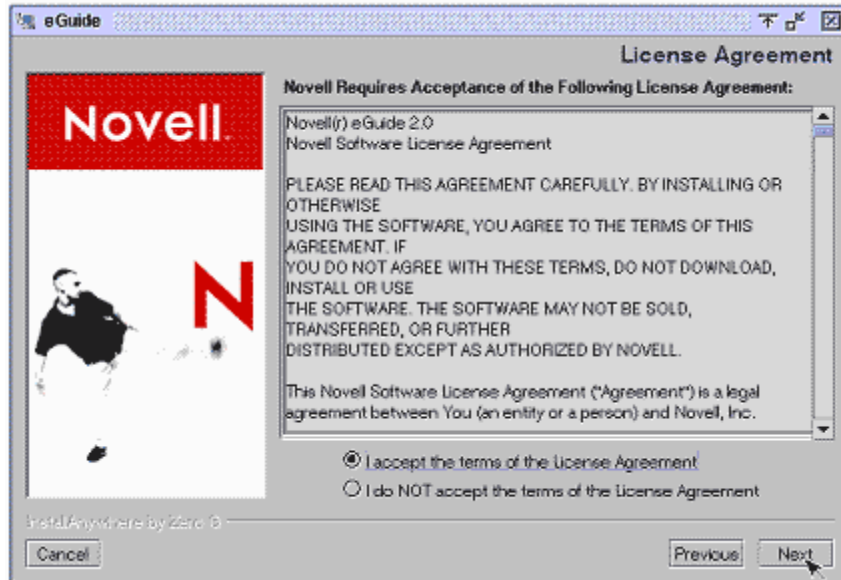 eGuide
License Agreement
Novell Requires Acceptance of the Following License Agreement:
Novell.
N
Novell(r) eGuide 2.0
Novell Software License Agreement
PLEASE READ THIS AGREEMENT CAREFULLY. BY INSTALLING OR
OTHERWISE
USING THE SOFTWARE, YOU AGREE TO THE TERMS OF THIS
AGREEMENT. IF
YOU DO NOT AGREE WITH THESE TERMS, DO NOT DOWNLOAD,
INSTALL OR USE
THE SOFTWARE. THE SOFTWARE MAY NOT BE SOLD,
TRANSFERRED, OR FURTHER
DISTRIBUTED EXCEPT AS AUTHORIZED BY NOVELL.
This Novell Software License Agreement ("Agreement") is a legal
agreement between You (an entity or a person) and Novell, Inc.
I accept the terms of the License Agreement
I do NOT accept the terms of the License Agreement
InstallAnywhere by Zero G
Cancel
Previous
Next